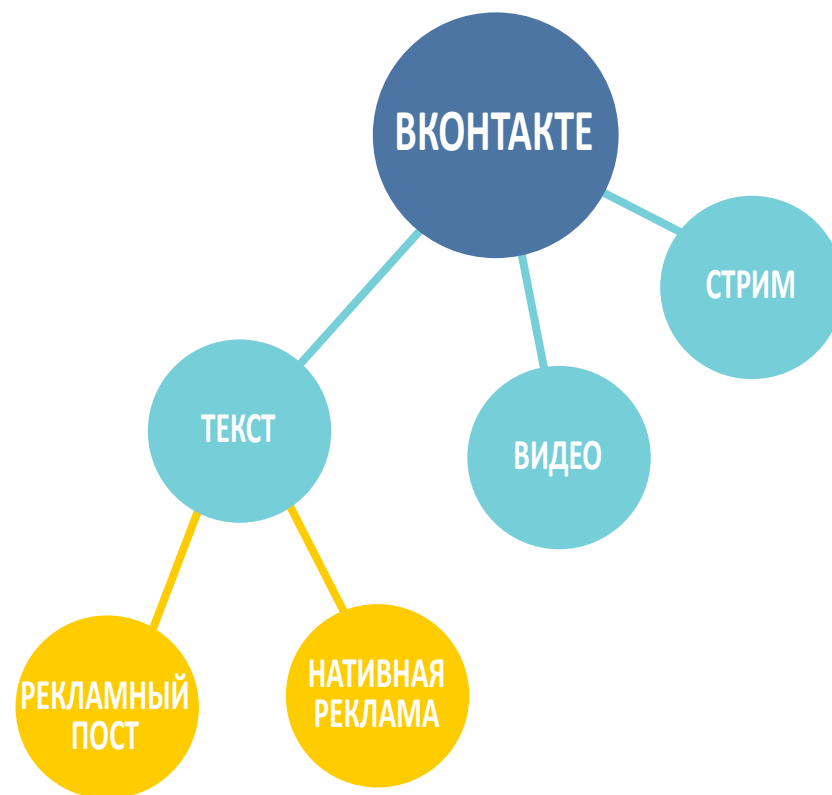 ВКОНТАКТЕ
СТРИМ
ТЕКСТ
ВИДЕО
РЕКЛАМНЫЙ
ПОСТ
НАТИВНАЯ
РЕКЛАМА